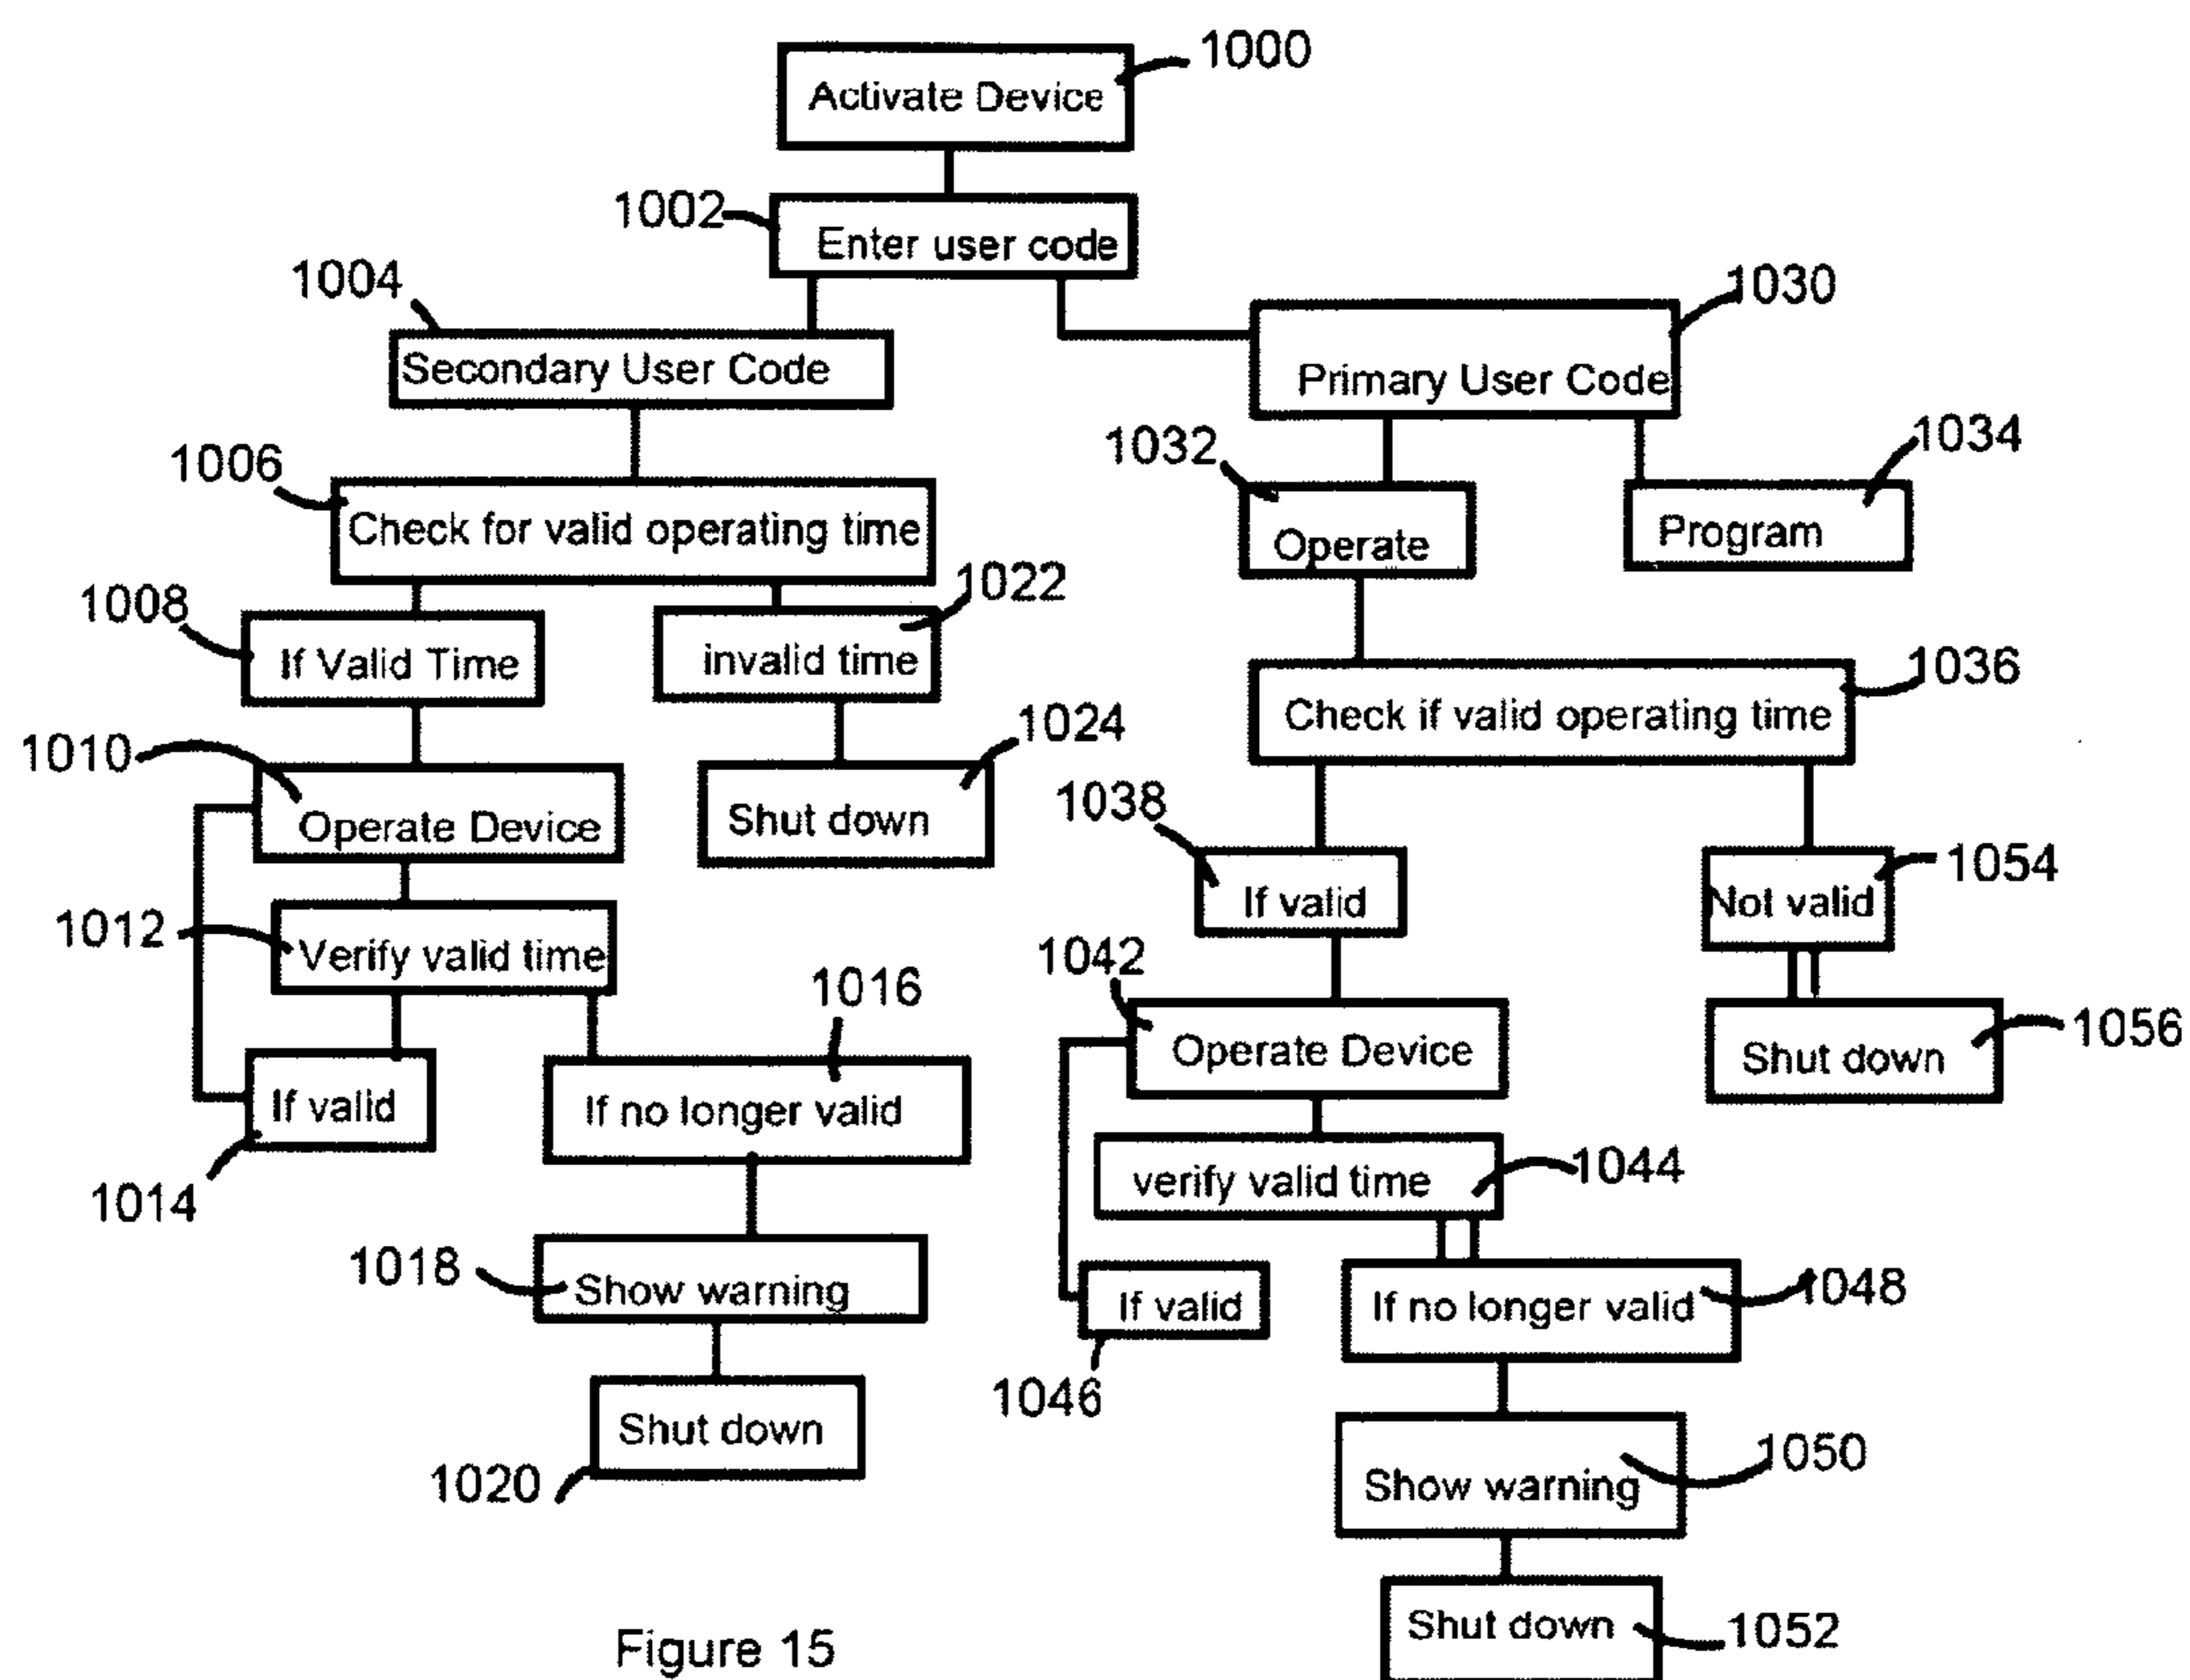 1000
Activate Device
1002
Enter user code
1004
Secondary User Code
1030
Primary User Code
1006
Check for valid operating time
1032
Operate
1034
Program
1008
If Valid Time
1022
invalid time
1036
Check if valid operating time
1010
Operate Device
1024
Shut down
1038
If valid
1054
Not valid
1012
Verify valid time
1042
Operate Device
1056
Shut down
1014
If valid
1016
If no longer valid
1044
verify valid time
1018
Show warning
1046
If valid
1048
If no longer valid
1020
Shut down
1050
Show warning
1052
Shut down
Figure 15